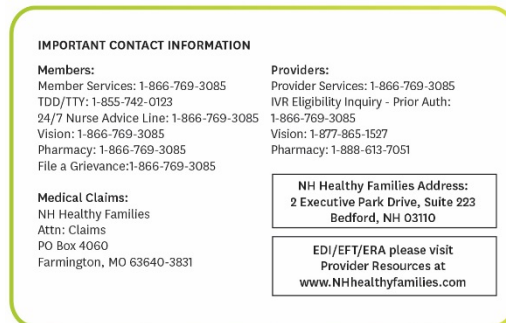 IMPORTANT CONTACT INFORMATION
Members:
Member Services: 1-866-769-3085
TDD/TTY: 1-855-742-0123
24/7 Nurse Advice Line: 1-866-769-3085
Vision: 1-866-769-3085
Pharmacy: 1-866-769-3085
File a Grievance:1-866-769-3085
Medical Claims:
NH Healthy Families
Attn: Claims
PO Box 4060
Farmington, MO 63640-3831
Providers:
Provider Services: 1-866-769-3085
IVR Eligibility Inquiry - Prior Auth:
1-866-769-3085
Vision: 1-877-865-1527
Pharmacy: 1-888-613-7051
NH Healthy Families Address:
2 Executive Park Drive, Suite 223
Bedford, NH 03110
EDI/EFT/ERA please visit
Provider Resources at
www.NHhealthyfamilies.com